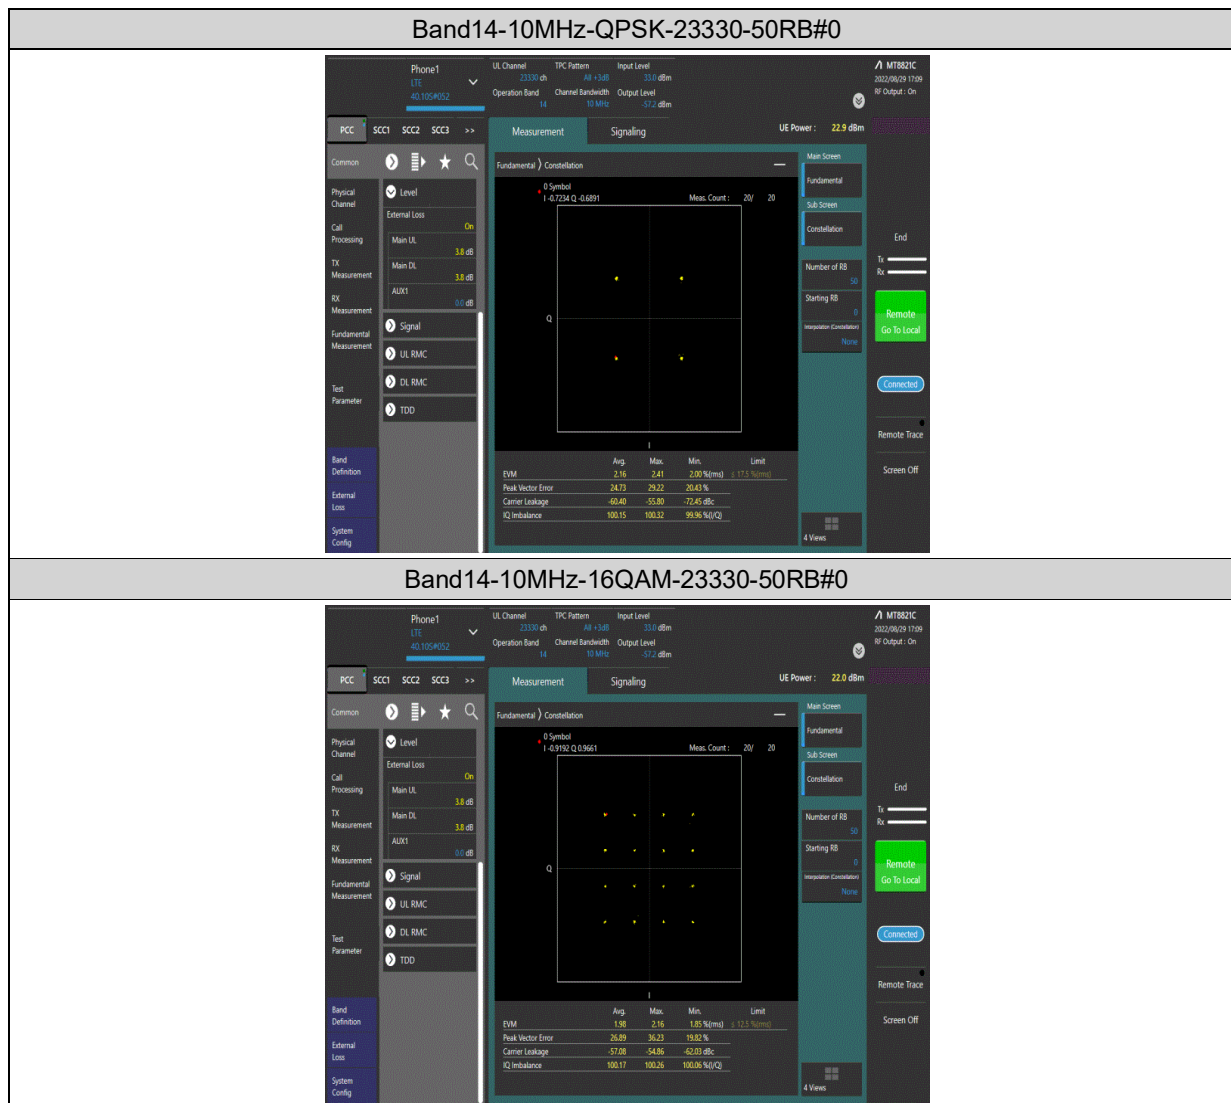 Band14-10MHz-QPSK-23330-50RB#0
Phone1
LTE
40.10S#052
UL Channel TPC Pattern Input Level
23330 ch All +3dB 33.0 dBm
Operation Band Channel Bandwidth Output Level
14 10 MHz -57.2 dBm
MT8821C
2022/08/29 17:09
RF Output : On
PCC SCC1 SCC2 SCC3 >>
Measurement Signaling
UE Power : 22.9 dBm
Common
Physical Channel
Call Processing
TX Measurement
RX Measurement
Fundamental Measurement
Test Parameter
Band Definition
External Loss
System Config
Level
External Loss
On
Main UL
3.8 dB
Main DL
3.8 dB
AUX1
0.0 dB
Signal
UL RMC
DL RMC
TDD
Fundamental Constellation
0 Symbol
I -0.7234 Q -0.6891 Meas. Count : 20/ 20
Q
I
Avg. Max. Min. Limit
EVM 2.16 2.41 2.00 %(rms) ≤ 17.5 %(rms)
Peak Vector Error 24.73 29.22 20.43 %
Carrier Leakage -60.40 -55.80 -72.45 dBc
IQ Imbalance 100.15 100.32 99.96 %(I/Q)
Main Screen
Fundamental
Sub Screen
Constellation
Number of RB
50
Starting RB
0
Interpolation (Constellation)
None
4 Views
End
Tx
Rx
Remote
Go To Local
Connected
Remote Trace
Screen Off
Band14-10MHz-16QAM-23330-50RB#0
Phone1
LTE
40.10S#052
UL Channel TPC Pattern Input Level
23330 ch All +3dB 33.0 dBm
Operation Band Channel Bandwidth Output Level
14 10 MHz -57.2 dBm
MT8821C
2022/08/29 17:09
RF Output : On
PCC SCC1 SCC2 SCC3 >>
Measurement Signaling
UE Power : 22.0 dBm
Common
Physical Channel
Call Processing
TX Measurement
RX Measurement
Fundamental Measurement
Test Parameter
Band Definition
External Loss
System Config
Level
External Loss
On
Main UL
3.8 dB
Main DL
3.8 dB
AUX1
0.0 dB
Signal
UL RMC
DL RMC
TDD
Fundamental Constellation
0 Symbol
I -0.9192 Q 0.9661 Meas. Count : 20/ 20
Q
I
Avg. Max. Min. Limit
EVM 1.98 2.16 1.85 %(rms) ≤ 12.5 %(rms)
Peak Vector Error 26.89 36.23 19.82 %
Carrier Leakage -57.08 -54.86 -62.03 dBc
IQ Imbalance 100.17 100.26 100.06 %(I/Q)
Main Screen
Fundamental
Sub Screen
Constellation
Number of RB
50
Starting RB
0
Interpolation (Constellation)
None
4 Views
End
Tx
Rx
Remote
Go To Local
Connected
Remote Trace
Screen Off